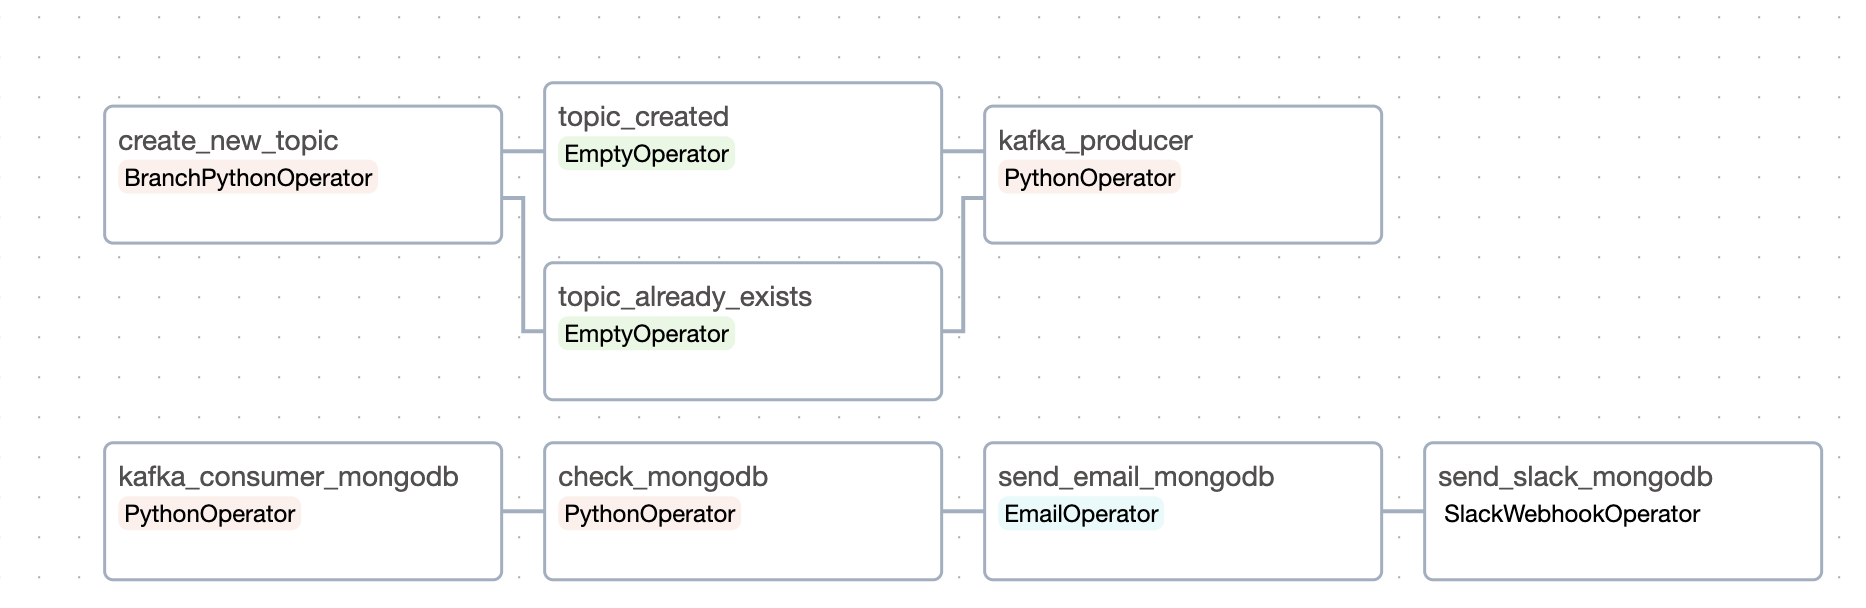 create_new_topic
BranchPythonOperator
topic_created
EmptyOperator
topic_already_exists
EmptyOperator
kafka_producer
PythonOperator
kafka_consumer_mongodb
PythonOperator
check_mongodb
PythonOperator
send_email_mongodb
EmailOperator
send_slack_mongodb
SlackWebhookOperator